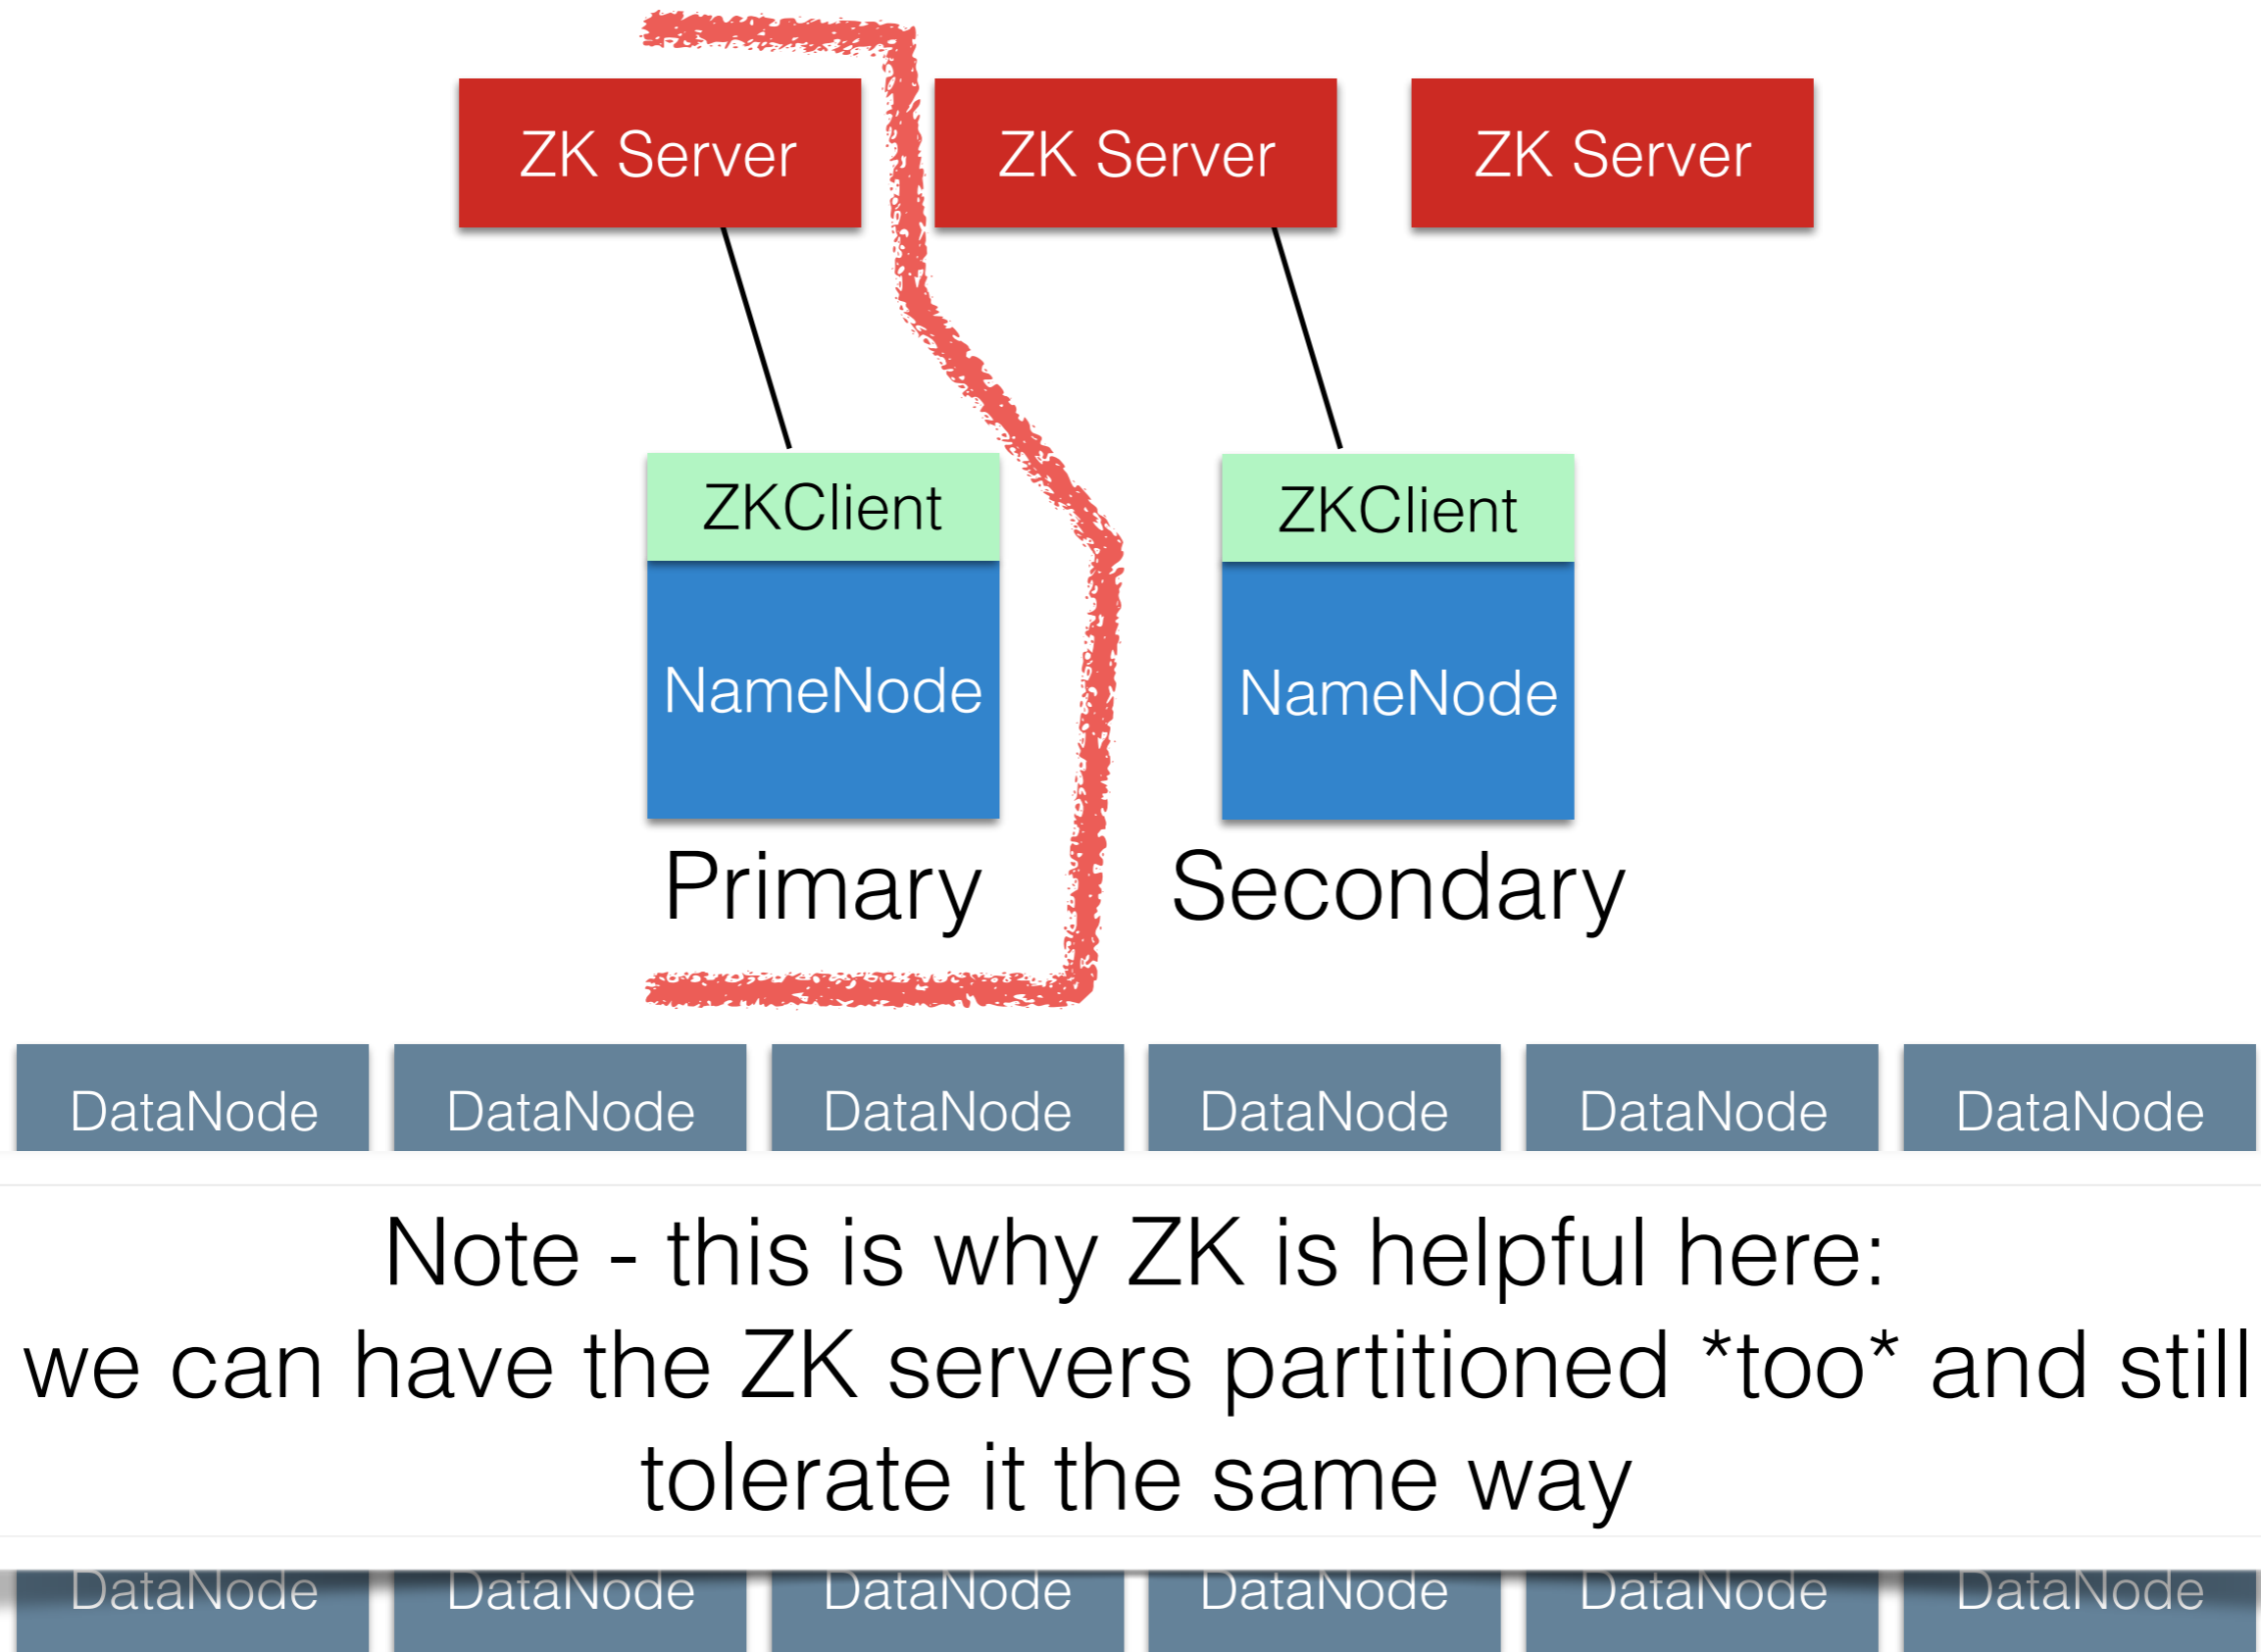 ZK Server ZK Server ZK Server
ZKClient ZKClient
NameNode NameNode
Primary Secondary
DataNode DataNode DataNode DataNode DataNode DataNode
Note - this is why ZK is helpful here:
we can have the ZK servers partitioned *too* and still
tolerate it the same way
DataNode DataNode DataNode DataNode DataNode DataNode